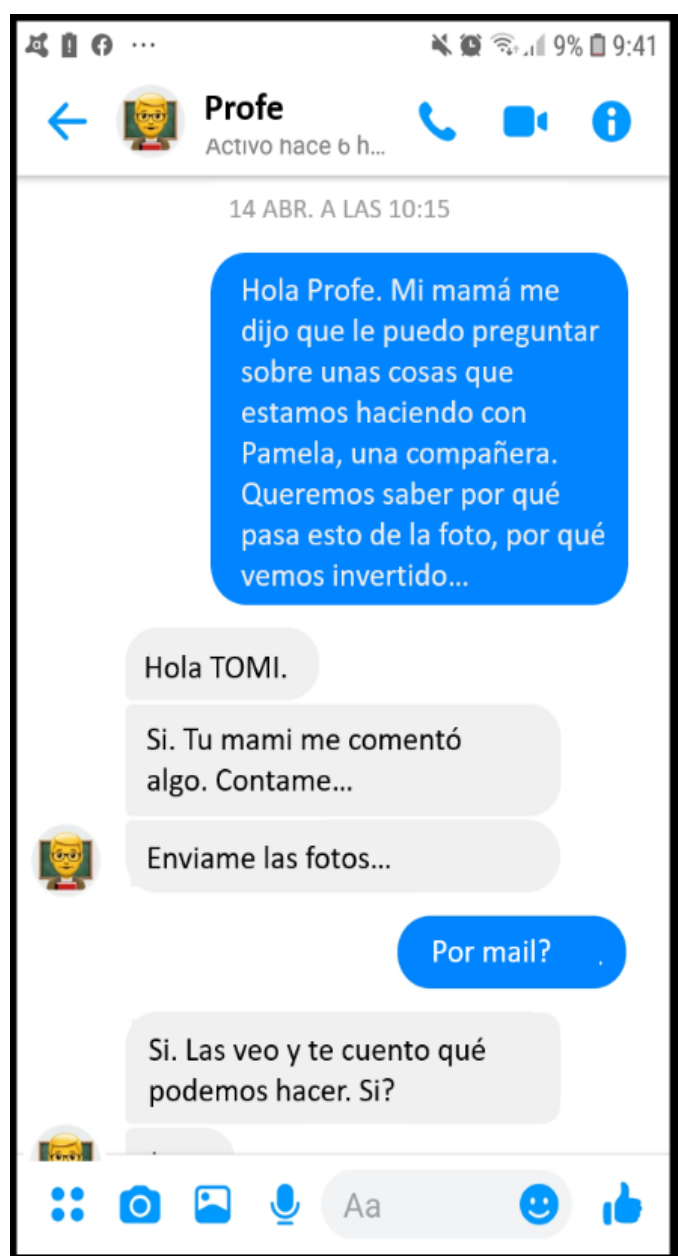 9% 9:41
Profe
Activo hace 6 h...
14 ABR. A LAS 10:15
Hola Profe. Mi mamá me
dijo que le puedo preguntar
sobre unas cosas que
estamos haciendo con
Pamela, una compañera.
Queremos saber por qué
pasa esto de la foto, por qué
vemos invertido...
Hola TOMI.
Si. Tu mami me comentó
algo. Contame...
Enviame las fotos...
Por mail? .
Si. Las veo y te cuento qué
podemos hacer. Si?
Aa